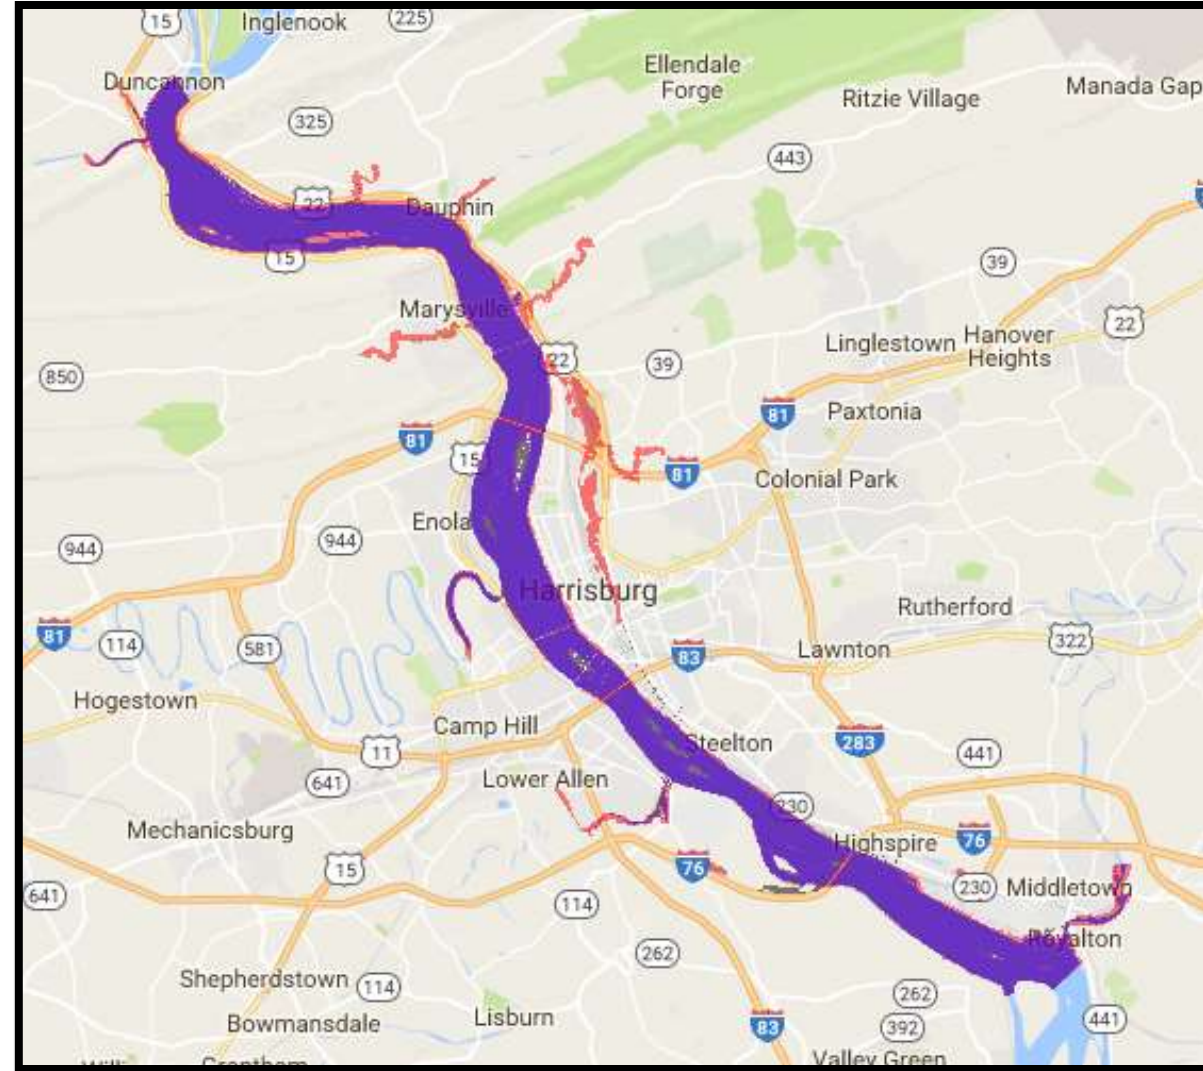 15
Inglenook
225
Duncannon
Ellendale
Forge
Manada Gap
Ritzie Village
325
443
22
Dauphin
15
39
Marysville
22
Linglestown
Hanover
Heights
22
39
850
81
Paxtonia
81
15
81
Colonial Park
Enola
944
944
Harrisburg
Rutherford
81
114
581
322
83
Lawnton
Hogestown
Camp Hill
11
Steelton
283
441
641
Lower Allen
230
Mechanicsburg
Highspire
76
15
76
641
230
Middletown
114
Royalton
262
Shepherdstown
114
262
Bowmansdale
Lisburn
83
392
441
Valley Green